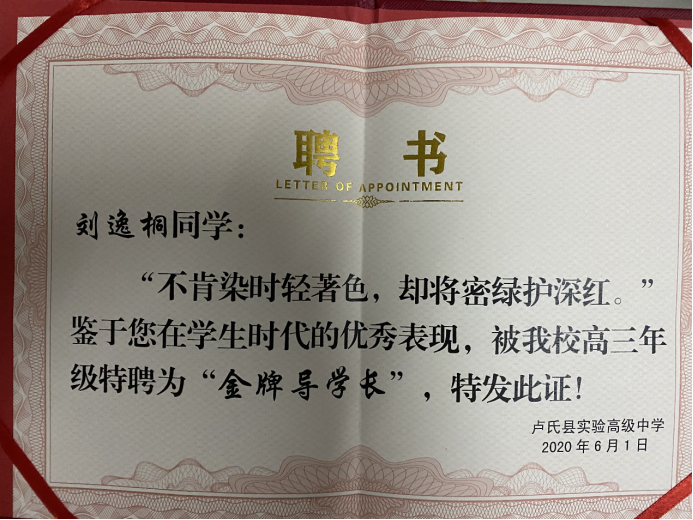 聘 书
LETTER OF APPOINTMENT
刘逸桐同学：
“不肯染时轻著色，却将密绿护深红。”
鉴于您在学生时代的优秀表现，被我校高三年
级特聘为“金牌导学长”，特发此证！
卢氏县实验高级中学
2020年6月1日